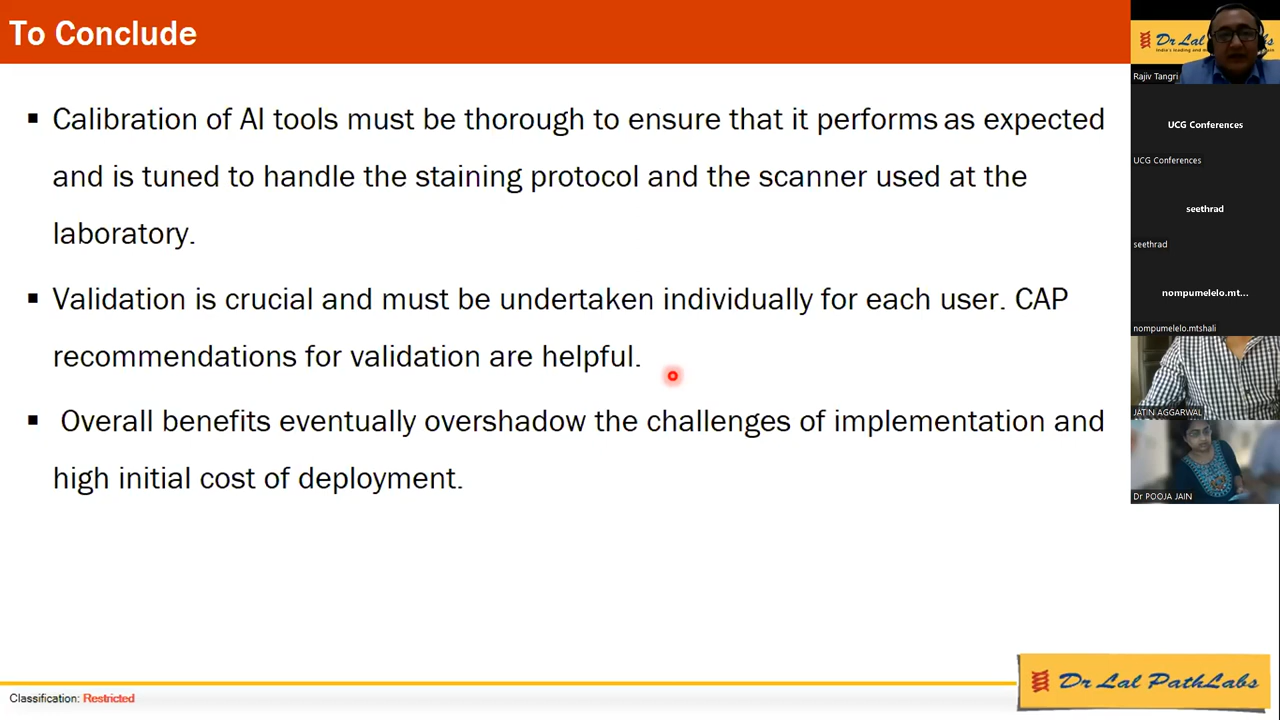 To Conclude
▪ Calibration of AI tools must be thorough to ensure that it performs as expected
and is tuned to handle the staining protocol and the scanner used at the
laboratory.
▪ Validation is crucial and must be undertaken individually for each user. CAP
recommendations for validation are helpful.
▪ Overall benefits eventually overshadow the challenges of implementation and
high initial cost of deployment.
Classification: Restricted
Dr Lal PathLabs
Dr Lal
Rajiv Tangri
UCG Conferences
UCG Conferences
seethrad
seethrad
nompumelelo.mt...
nompumelelo.mtshali
JATIN AGGARWAL
Dr POOJA JAIN